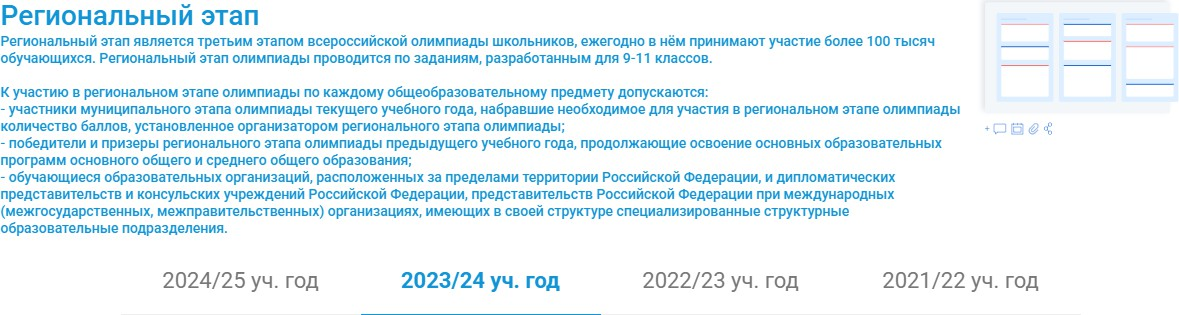 Региональный этап
Региональный этап является третьим этапом всероссийской олимпиады школьников, ежегодно в нём принимают участие более 100 тысяч
обучающихся. Региональный этап олимпиады проводится по заданиям, разработанным для 9-11 классов.
К участию в региональном этапе олимпиады по каждому общеобразовательному предмету допускаются:
- участники муниципального этапа олимпиады текущего учебного года, набравшие необходимое для участия в региональном этапе олимпиады
количество баллов, установленное организатором регионального этапа олимпиады;
- победители и призеры регионального этапа олимпиады предыдущего учебного года, продолжающие освоение основных образовательных
программ основного общего и среднего общего образования;
- обучающиеся образовательных организаций, расположенных за пределами территории Российской Федерации, и дипломатических
представительств и консульских учреждений Российской Федерации, представительств Российской Федерации при международных
(межгосударственных, межправительственных) организациях, имеющих в своей структуре специализированные структурные
образовательные подразделения.
2024/25 уч. год
2023/24 уч. год
2022/23 уч. год
2021/22 уч. год